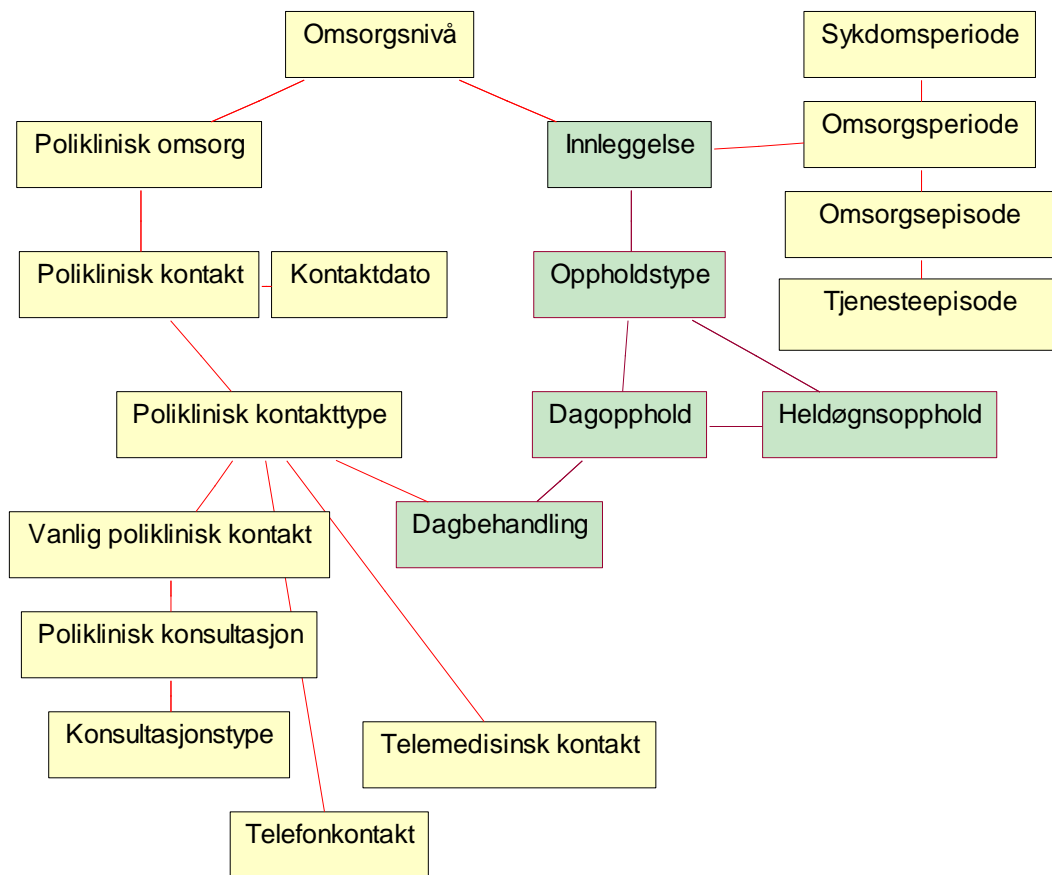 Omsorgsnivå
Sykdomsperiode
Poliklinisk omsorg
Innleggelse
Omsorgsperiode
Omsorgsepisode
Poliklinisk kontakt
Kontaktdato
Oppholdstype
Tjenesteepisode
Poliklinisk kontakttype
Dagopphold
Heldøgnsopphold
Vanlig poliklinisk kontakt
Dagbehandling
Poliklinisk konsultasjon
Konsultasjonstype
Telemedisinsk kontakt
Telefonkontakt